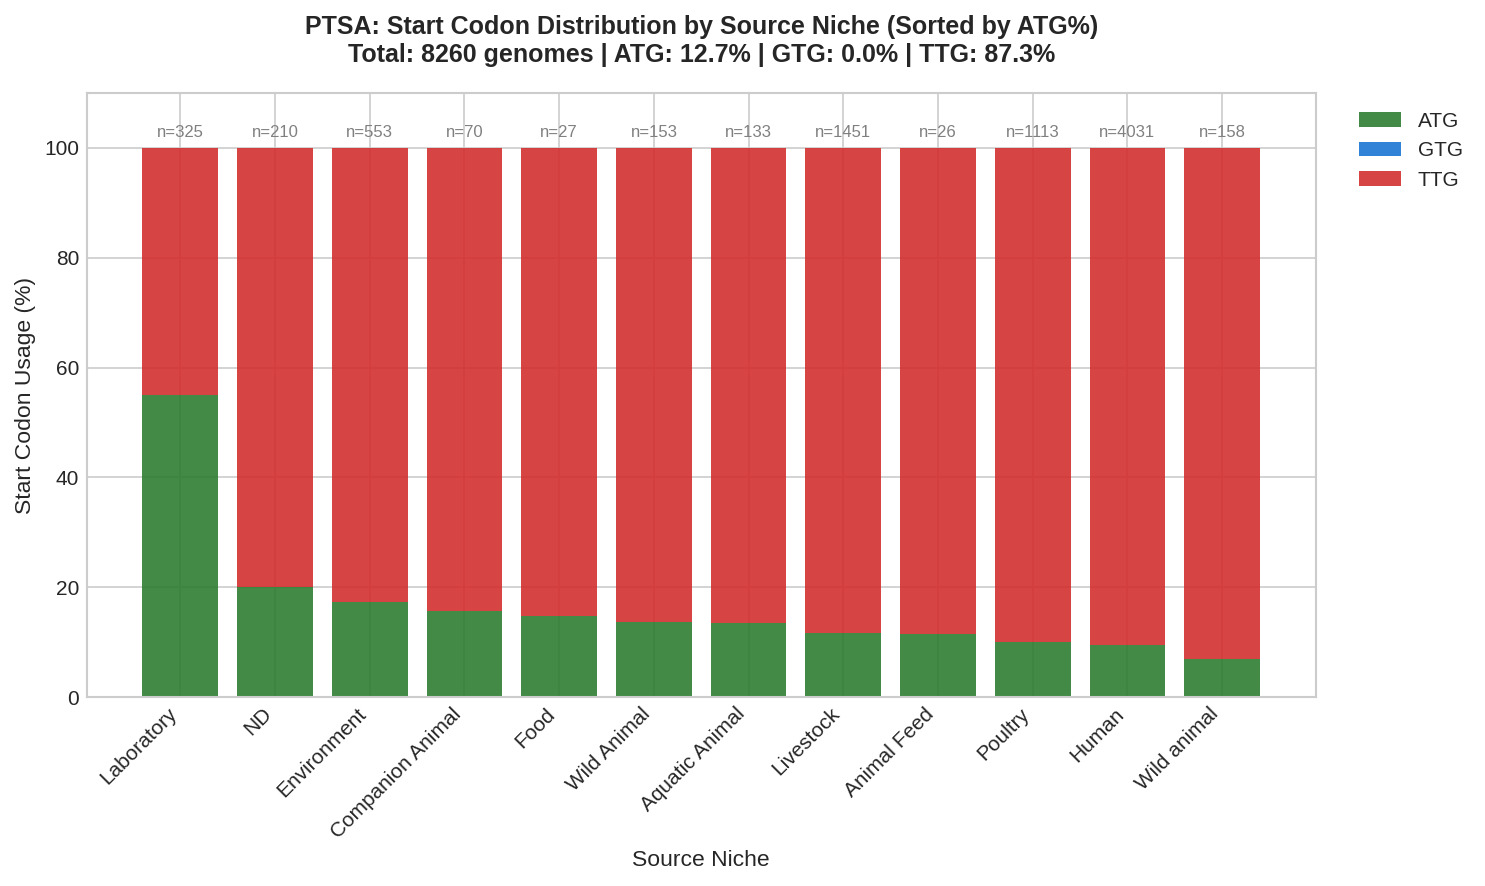 PTSA: Start Codon Distribution by Source Niche (Sorted by ATG%)
Total: 8260 genomes | ATG: 12.7% | GTG: 0.0% | TTG: 87.3%
n=325
n=210
n=553
n=70
n=27
n=153
n=133
n=1451
n=26
n=1113
n=4031
n=158
ATG
GTG
TTG
100
80
60
40
20
0
Start Codon Usage (%)
Laboratory
ND
Environment
Companion Animal
Food
Wild Animal
Aquatic Animal
Livestock
Animal Feed
Poultry
Human
Wild animal
Source Niche